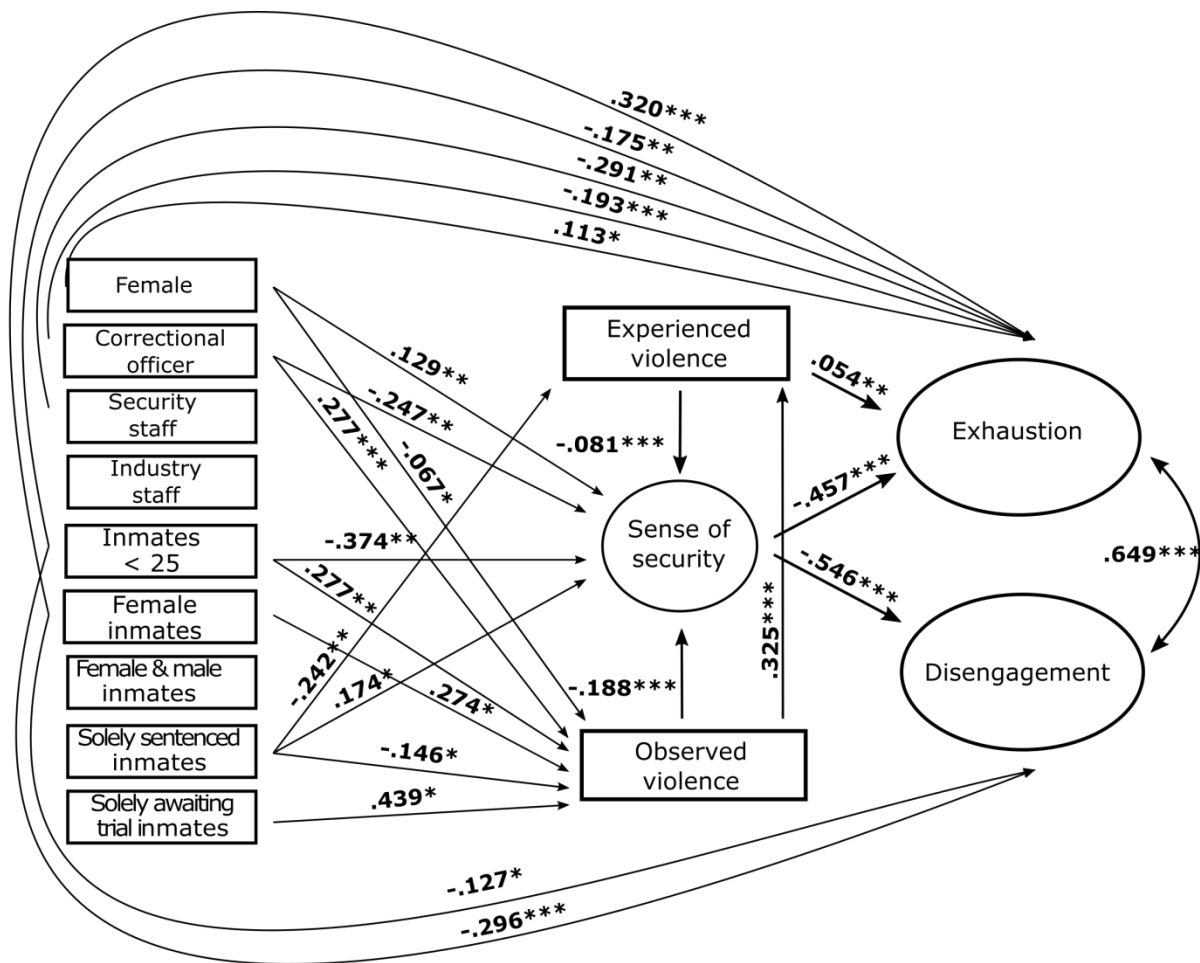 .320***
-.175**
-.291**
-.193***
.113*
Female
Correctional
officer
Security
staff
Industry
staff
Inmates
< 25
Female
inmates
Female & male
inmates
Solely sentenced
inmates
Solely awaiting
trial inmates
.129**
-.247**
.277***
-.067*
-.374**
.277**
-.242**
.174*
.274*
-.146*
.439*
Experienced
violence
-.081***
Sense of
security
-.188***
.325***
Observed
violence
.054**
-.457***
-.546***
Exhaustion
.649***
Disengagement
-.127*
-.296***